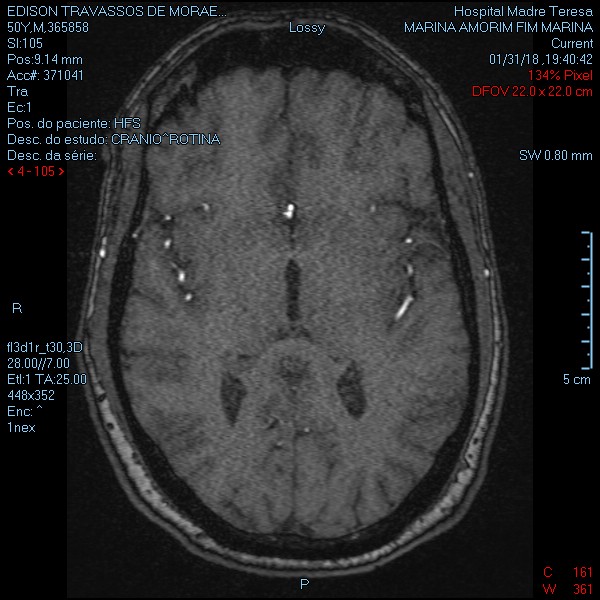 EDISON TRAVASSOS DE MORAE...
50Y,M,365858
Sl:105
Pos:9.14 mm
Acc#: 371041
Tra
Ec:1
Pos. do paciente: HFS
Desc. do estudo: CRANIO^ROTINA
Desc. da série:
< 4 - 105 >
Lossy
Hospital Madre Teresa
MARINA AMORIM FIM MARINA
Current
01/31/18 ,19:40:42
134% Pixel
DFOV 22.0 x 22.0 cm
SW 0.80 mm
R
5 cm
fl3d1r_t30,3D
28.00//7.00
Etl:1 TA:25.00
448x352
Enc: ^
1nex
P
C 161
W 361